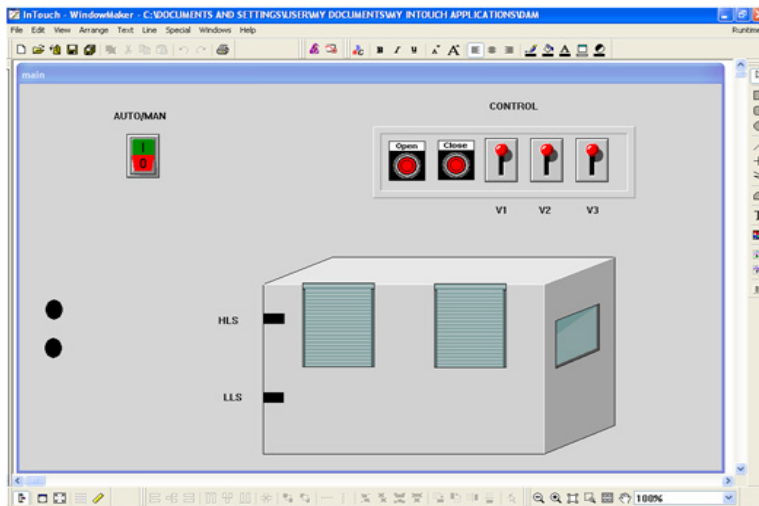 InTouch - WindowMaker - C:\DOCUMENTS AND SETTINGS\USER\MY DOCUMENTS\MY INTOUCH APPLICATIONS\DAM
File Edit View Arrange Text Line Special Windows Help Runtime
B I U A A
main
AUTO/MAN
CONTROL
Open Close
I
0
V1 V2 V3
HLS
LLS
100%